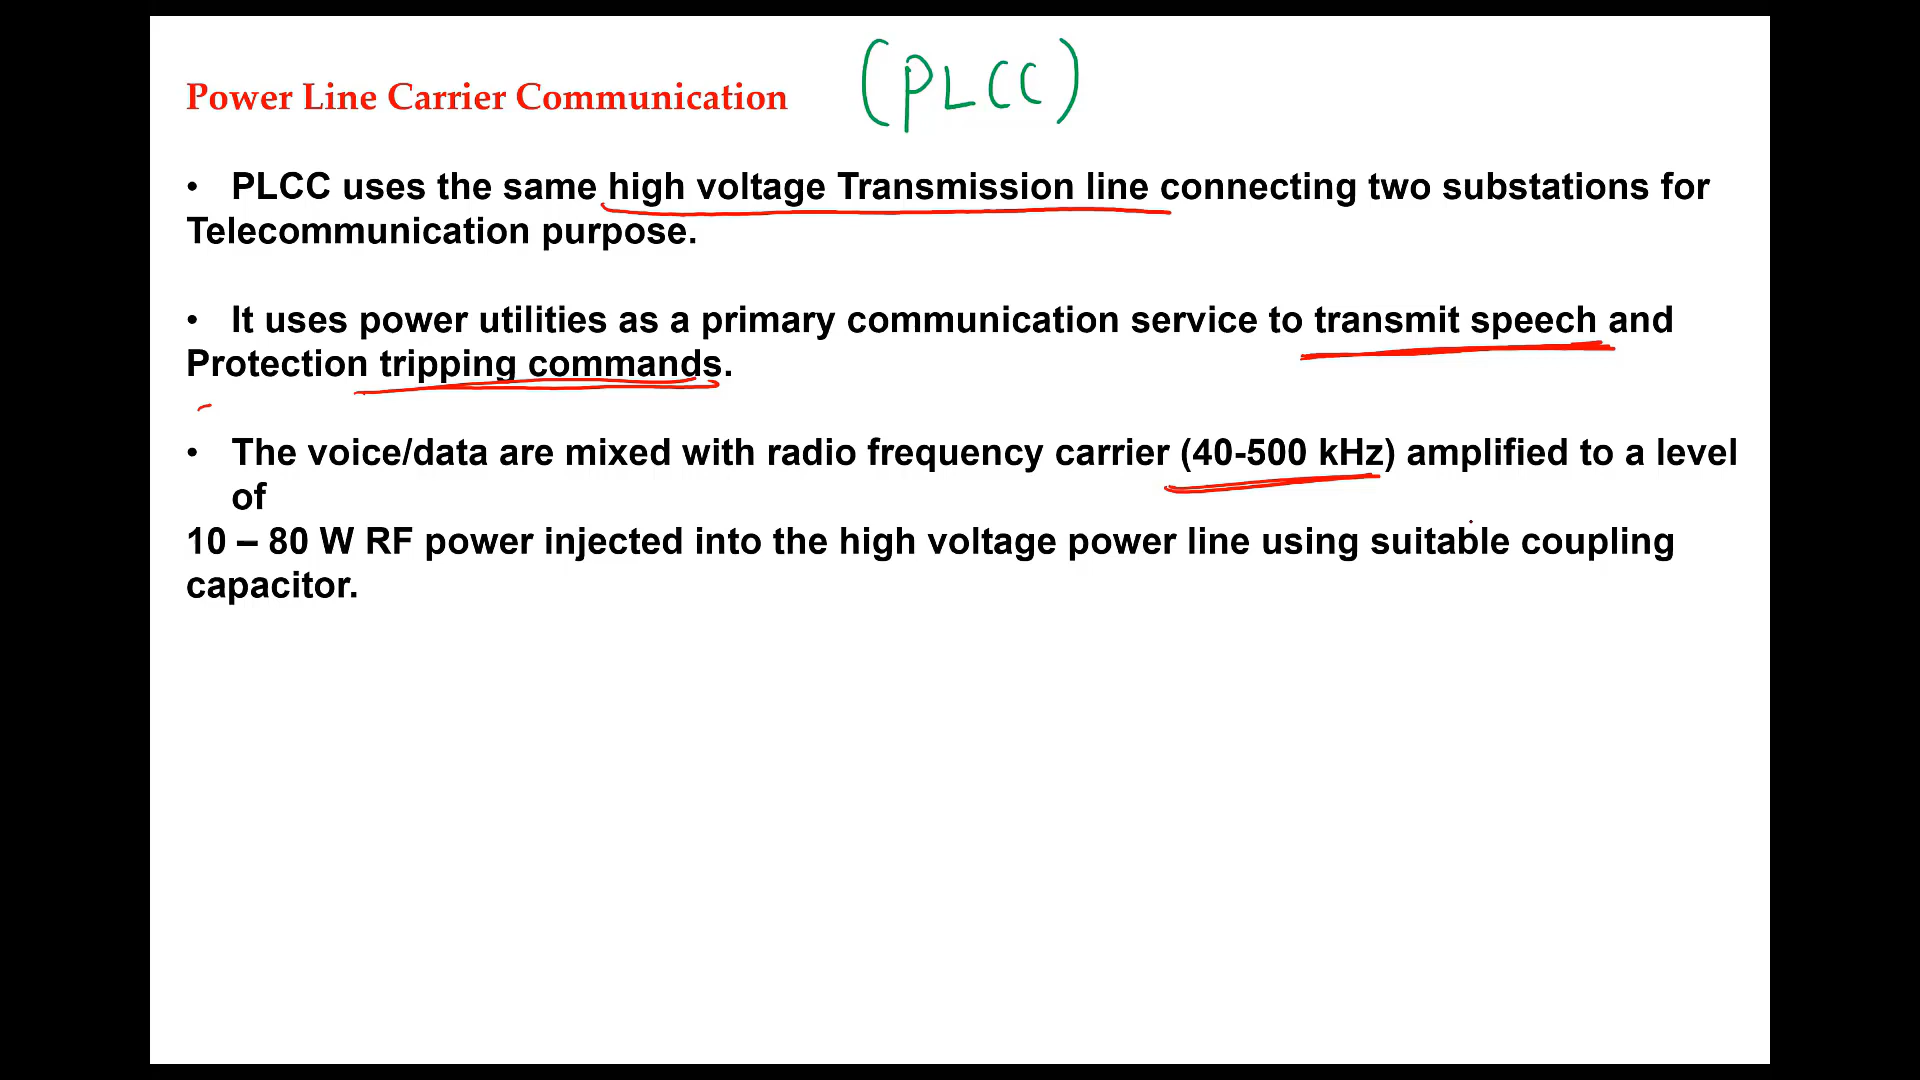 Power Line Carrier Communication (PLCC)
• PLCC uses the same high voltage Transmission line connecting two substations for
Telecommunication purpose.
• It uses power utilities as a primary communication service to transmit speech and
Protection tripping commands.
• The voice/data are mixed with radio frequency carrier (40-500 kHz) amplified to a level
of
10 – 80 W RF power injected into the high voltage power line using suitable coupling
capacitor.